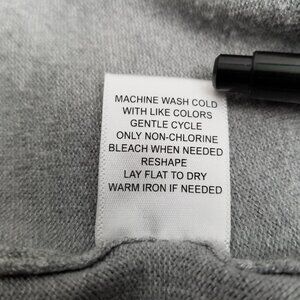 MACHINE WASH COLD
WITH LIKE COLORS
GENTLE CYCLE
ONLY NON-CHLORINE
BLEACH WHEN NEEDED
RESHAPE
LAY FLAT TO DRY
WARM IRON IF NEEDED